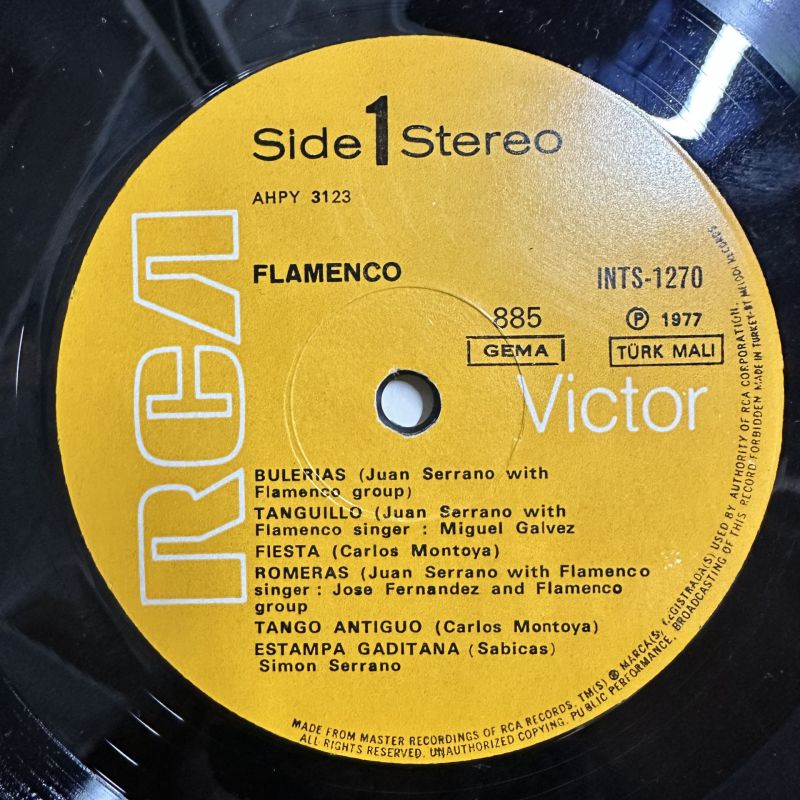 Side 1 Stereo
AHPY 3123
FLAMENCO
INTS-1270
885
℗ 1977
GEMA
TÜRK MALI
RCA
Victor
BULERIAS (Juan Serrano with
Flamenco group)
TANGUILLO (Juan Serrano with
Flamenco singer : Miguel Galvez
FIESTA (Carlos Montoya)
ROMERAS (Juan Serrano with Flamenco
singer : Jose Fernandez and Flamenco
group
TANGO ANTIGUO (Carlos Montoya)
ESTAMPA GADITANA (Sabicas)
Simon Serrano
MADE FROM MASTER RECORDINGS OF RCA RECORDS. TM(S) ® MARCA(S) REGISTRADA(S) USED BY AUTHORITY OF RCA CORPORATION,
ALL RIGHTS RESERVED. UNAUTHORIZED COPYING, PUBLIC PERFORMANCE, BROADCASTING OF THIS RECORD FORBIDDEN MADE IN TURKEY BY MELODY RECORDS